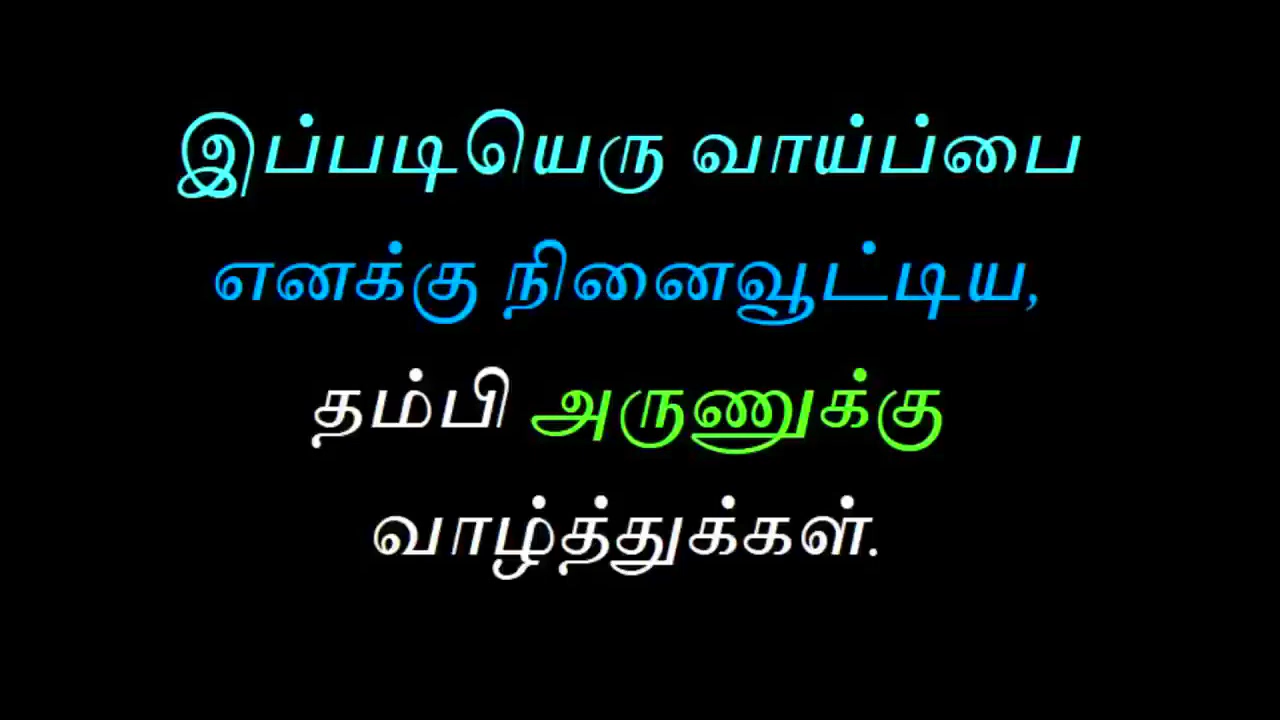 இப்படியெரு வாய்ப்பை
எனக்கு நினைவூட்டிய,
தம்பி அருணுக்கு
வாழ்த்துக்கள்.